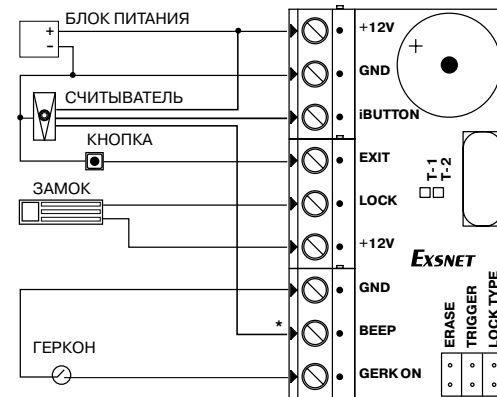 БЛОК ПИТАНИЯ
+
–
СЧИТЫВАТЕЛЬ
КНОПКА
ЗАМОК
*
ГЕРКОН
+12V
GND
iBUTTON
EXIT
LOCK
+12V
GND
BEEP
GERK ON
+
T-1
T-2
EXSNET
ERASE
TRIGGER
LOCK TYPE